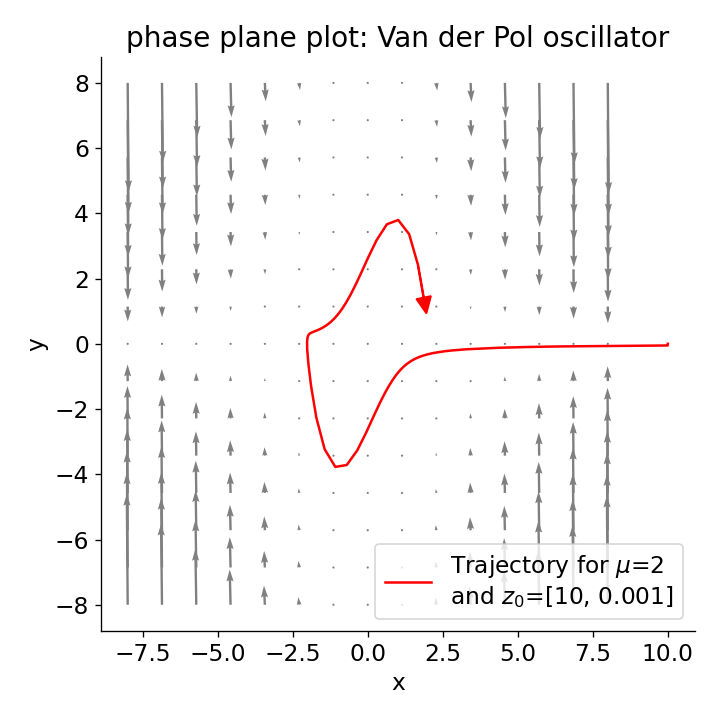 phase plane plot: Van der Pol oscillator
8
6
4
2
0
−2
−4
−6
−8
y
−7.5 −5.0 −2.5 0.0 2.5 5.0 7.5 10.0
x
Trajectory for μ=2
and z₀=[10, 0.001]